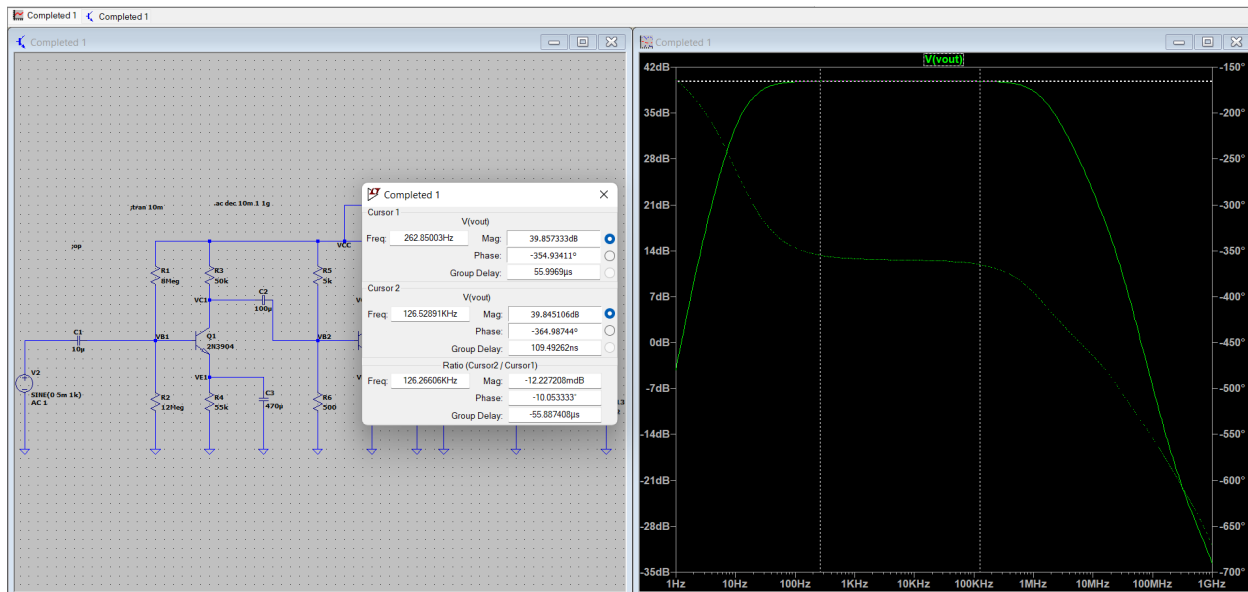 Completed 1 Completed 1
Completed 1
;tran 10m
.ac dec 10m.1 1g
;op
VCC
R1
8Meg
R3
50k
R5
5k
VC1
C2
100µ
C1
10µ
VB1
Q1
2N3904
VB2
V2
SINE(0 5m 1k)
AC 1
VE1
R2
12Meg
R4
55k
C3
470µ
R6
500
Completed 1
Cursor 1
V(vout)
Freq: 262.85003Hz Mag: 39.857333dB
Phase: -354.93411°
Group Delay: 55.9969µs
Cursor 2
V(vout)
Freq: 126.52891KHz Mag: 39.845106dB
Phase: -364.98744°
Group Delay: 109.49262ns
Ratio (Cursor2 / Cursor1)
Freq: 126.26606KHz Mag: -12.227208mdB
Phase: -10.053333°
Group Delay: -55.887408µs
Completed 1
V(vout)
42dB -150°
35dB -200°
28dB -250°
21dB -300°
14dB -350°
7dB -400°
0dB -450°
-7dB -500°
-14dB -550°
-21dB -600°
-28dB -650°
-35dB -700°
1Hz 10Hz 100Hz 1KHz 10KHz 100KHz 1MHz 10MHz 100MHz 1GHz